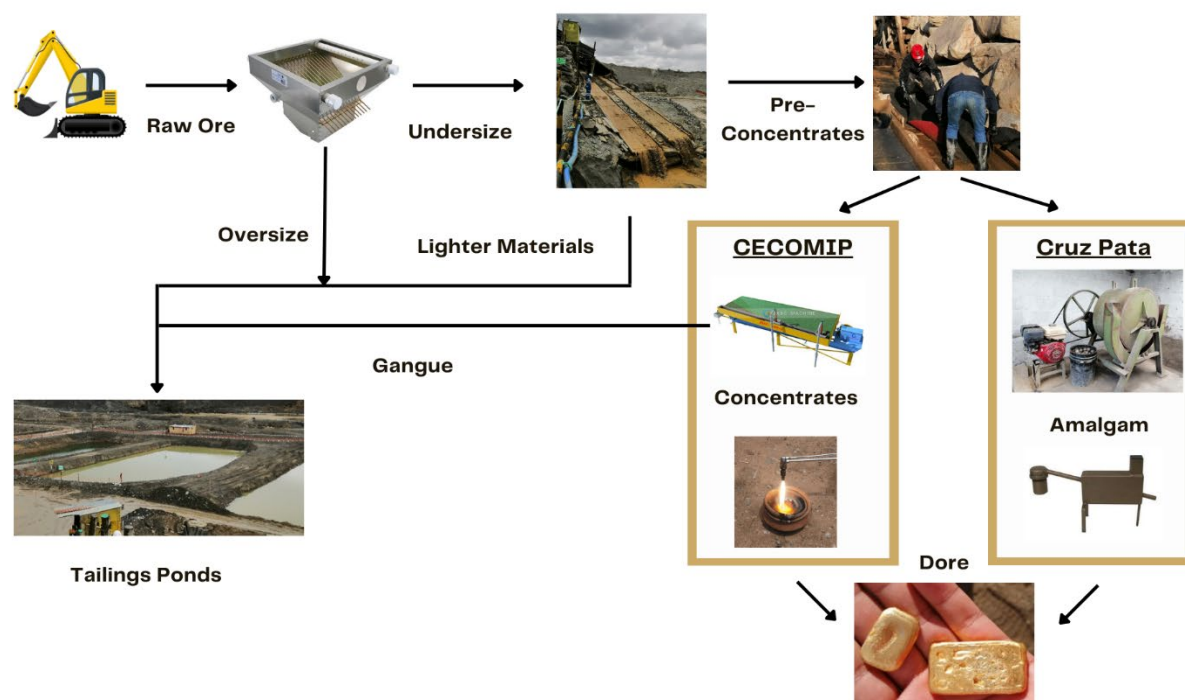 Raw Ore
Undersize
Pre-
Concentrates
Oversize
Lighter Materials
CECOMIP
Cruz Pata
Gangue
Concentrates
Amalgam
Tailings Ponds
Dore